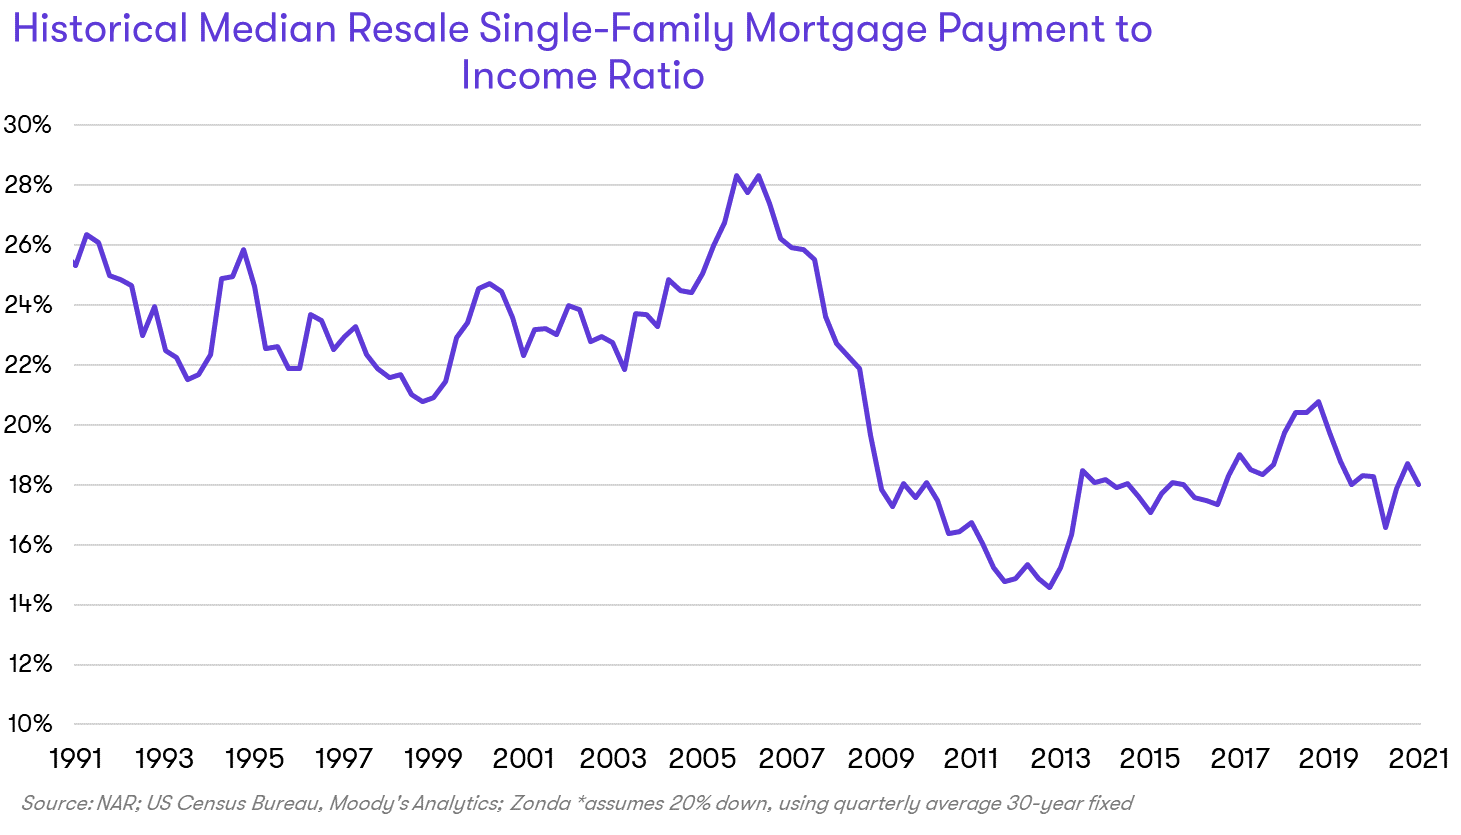 Historical Median Resale Single-Family Mortgage Payment to
Income Ratio
30%
28%
26%
24%
22%
20%
18%
16%
14%
12%
10%
1991 1993 1995 1997 1999 2001 2003 2005 2007 2009 2011 2013 2015 2017 2019 2021
Source: NAR; US Census Bureau, Moody's Analytics; Zonda *assumes 20% down, using quarterly average 30-year fixed